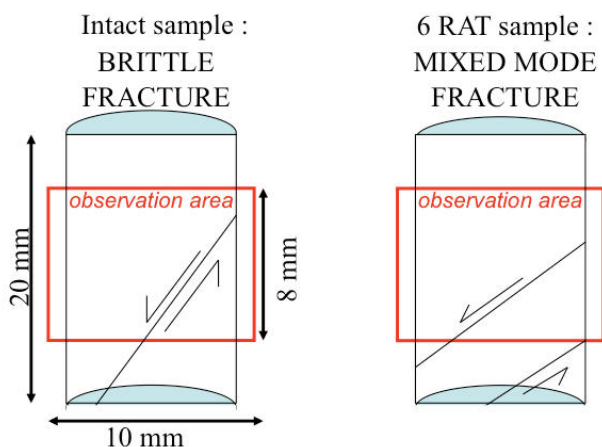 Intact sample :
BRITTLE
FRACTURE
observation area
20 mm
8 mm
10 mm
6 RAT sample :
MIXED MODE
FRACTURE
observation area